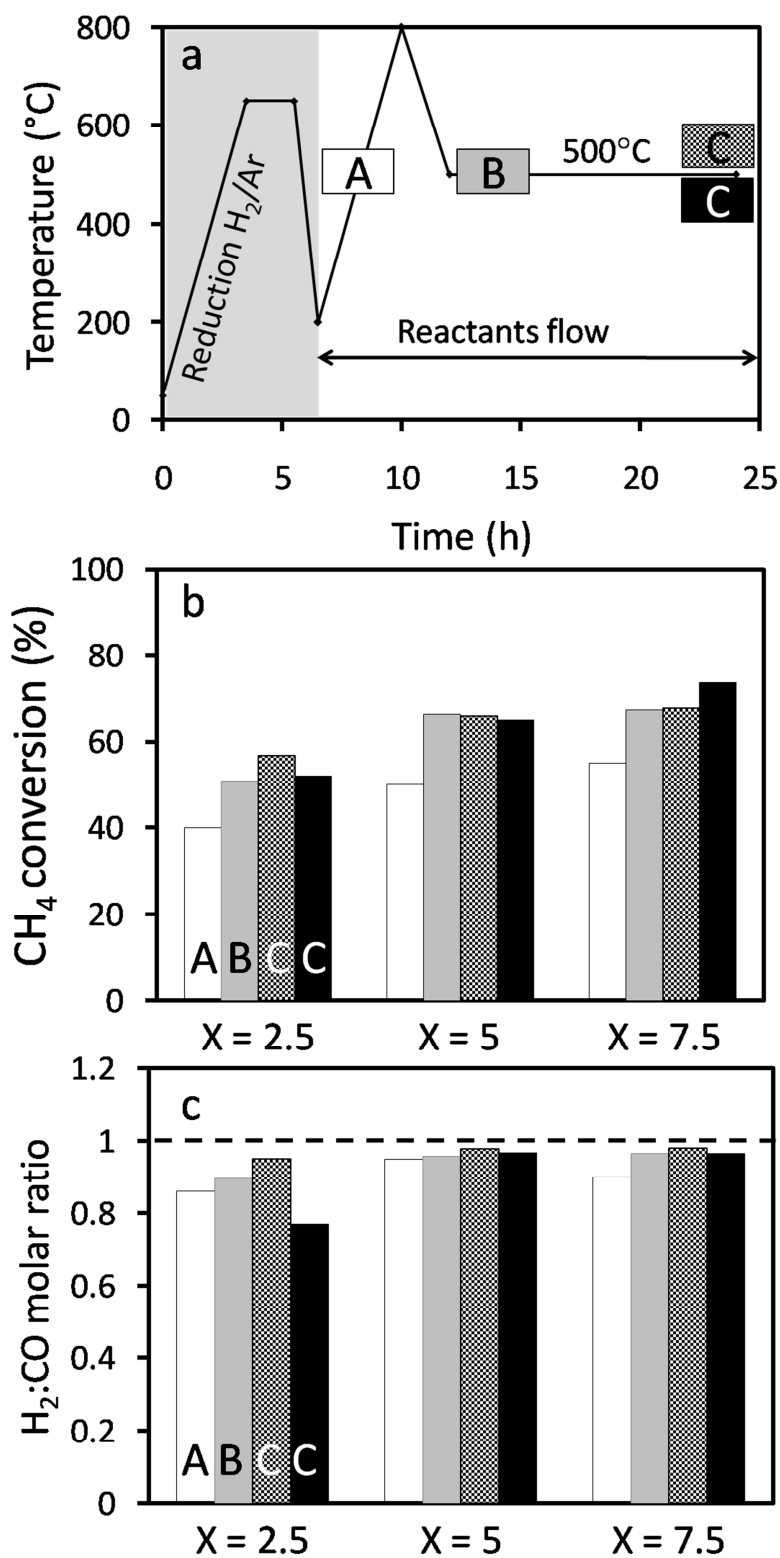 a
Temperature (°C)
800
600
400
200
0
Reduction H₂/Ar
A
B
500°C
C
C
Reactants flow
0 5 10 15 20 25
Time (h)
b
CH₄ conversion (%)
100
80
60
40
20
0
A B C C
X = 2.5 X = 5 X = 7.5
c
H₂:CO molar ratio
1.2
1
0.8
0.6
0.4
0.2
0
A B C C
X = 2.5 X = 5 X = 7.5